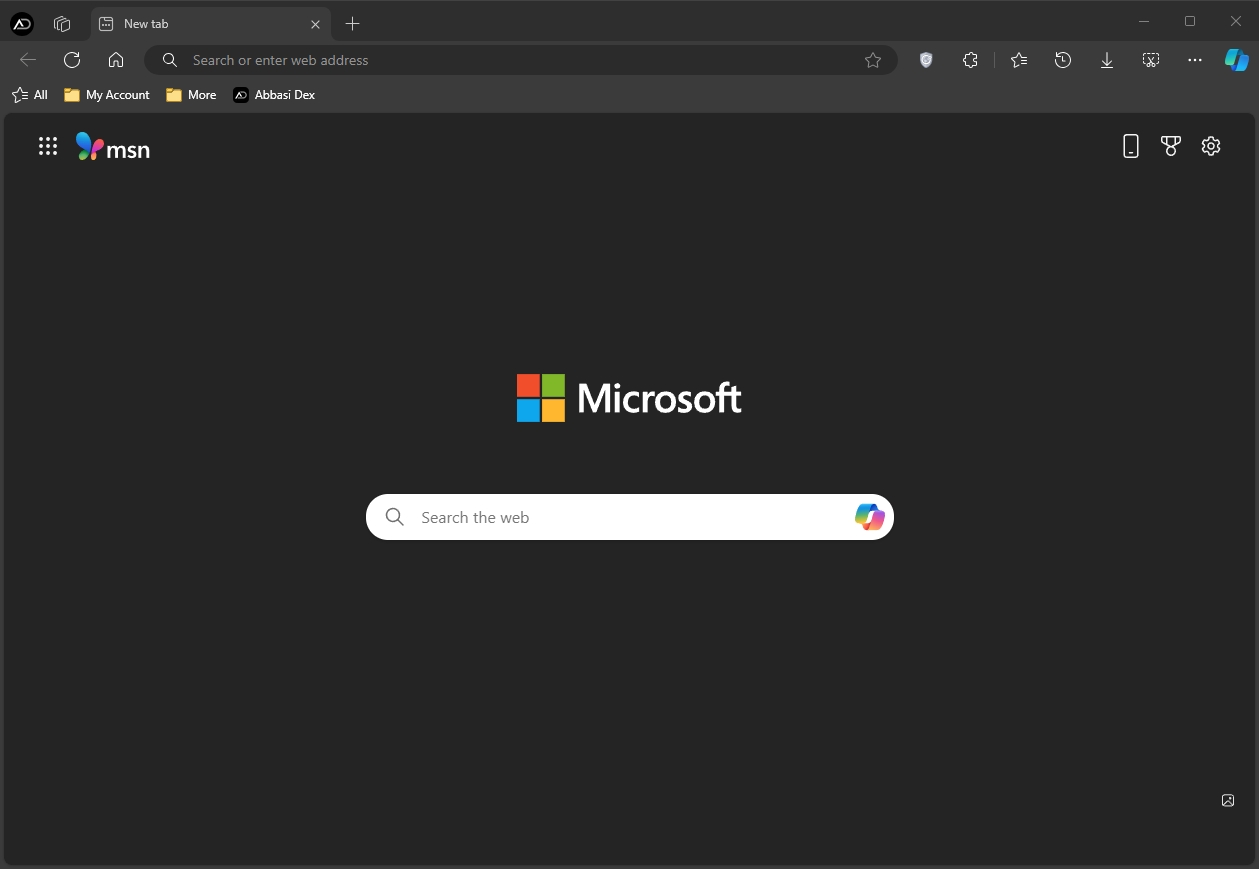 New tab
Search or enter web address
All My Account More Abbasi Dex
msn
Microsoft
Search the web